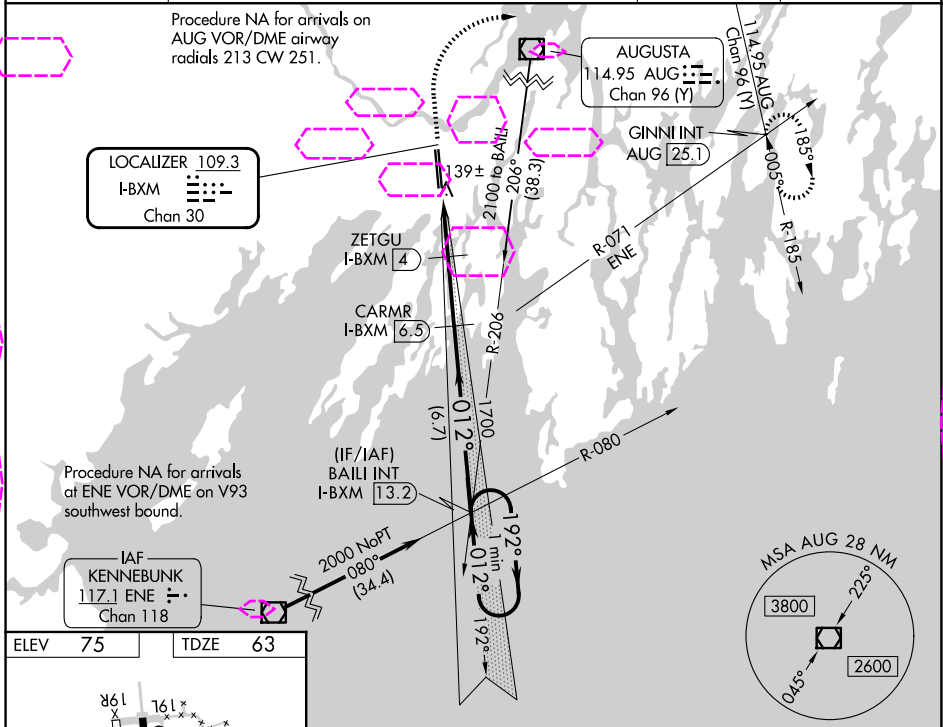 Procedure NA for arrivals on
AUG VOR/DME airway
radials 213 CW 251.
AUGUSTA
114.95 AUG
Chan 96 (Y)
114.95 AUG
Chan 96 (Y)
GINNI INT
AUG 25.1
185°
005°
R-185
LOCALIZER 109.3
I-BXM
Chan 30
139±
2100 to BAILI
206°
(38.3)
R-071
ENE
ZETGU
I-BXM 4
CARMR
I-BXM 6.5
R-206
1700
012°
(6.7)
R-080
(IF/IAF)
BAILI INT
I-BXM 13.2
Procedure NA for arrivals
at ENE VOR/DME on V93
southwest bound.
2000 NoPT
080°
(34.4)
192°
1 min
012°
192°
IAF
KENNEBUNK
117.1 ENE
Chan 118
MSA AUG 28 NM
225°
3800
2600
045°
ELEV 75
TDZE 63
19R
19L